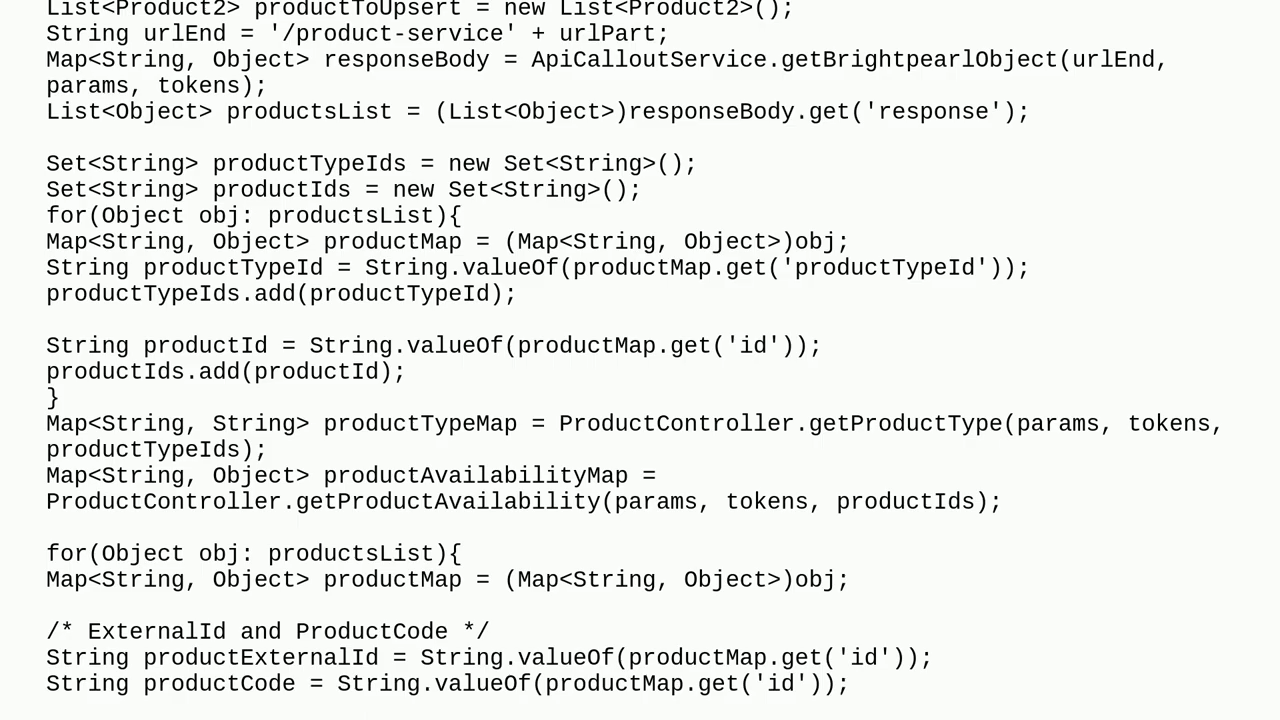 List<Product2> productToUpsert = new List<Product2>();
String urlEnd = '/product-service' + urlPart;
Map<String, Object> responseBody = ApiCalloutService.getBrightpearlObject(urlEnd,
params, tokens);
List<Object> productsList = (List<Object>)responseBody.get('response');

Set<String> productTypeIds = new Set<String>();
Set<String> productIds = new Set<String>();
for(Object obj: productsList){
Map<String, Object> productMap = (Map<String, Object>)obj;
String productTypeId = String.valueOf(productMap.get('productTypeId'));
productTypeIds.add(productTypeId);

String productId = String.valueOf(productMap.get('id'));
productIds.add(productId);
}
Map<String, String> productTypeMap = ProductController.getProductType(params, tokens,
productTypeIds);
Map<String, Object> productAvailabilityMap =
ProductController.getProductAvailability(params, tokens, productIds);

for(Object obj: productsList){
Map<String, Object> productMap = (Map<String, Object>)obj;

/* ExternalId and ProductCode */
String productExternalId = String.valueOf(productMap.get('id'));
String productCode = String.valueOf(productMap.get('id'));